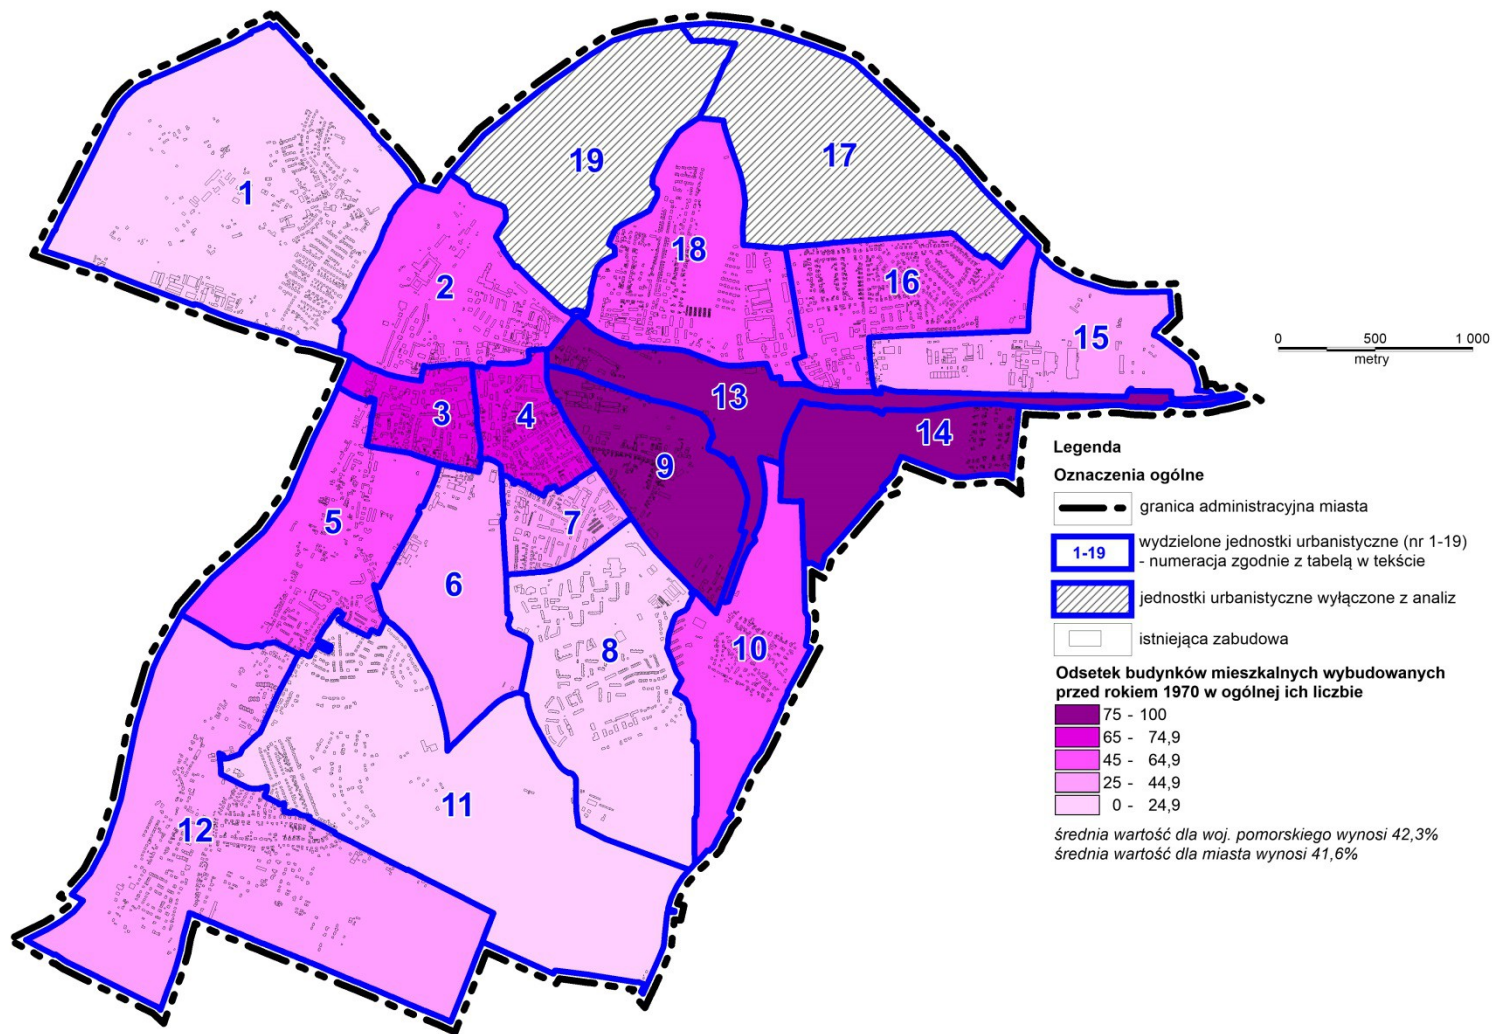 19
17
1
18
2
16
15
0 500 1 000
metry
13
3
4
14
9
5
7
6
8
10
11
12
Legenda
Oznaczenia ogólne
granica administracyjna miasta
1-19
wydzielone jednostki urbanistyczne (nr 1-19)
- numeracja zgodnie z tabelą w tekście
jednostki urbanistyczne wyłączone z analiz
istniejąca zabudowa
Odsetek budynków mieszkalnych wybudowanych
przed rokiem 1970 w ogólnej ich liczbie
75 - 100
65 - 74,9
45 - 64,9
25 - 44,9
0 - 24,9
średnia wartość dla woj. pomorskiego wynosi 42,3%
średnia wartość dla miasta wynosi 41,6%